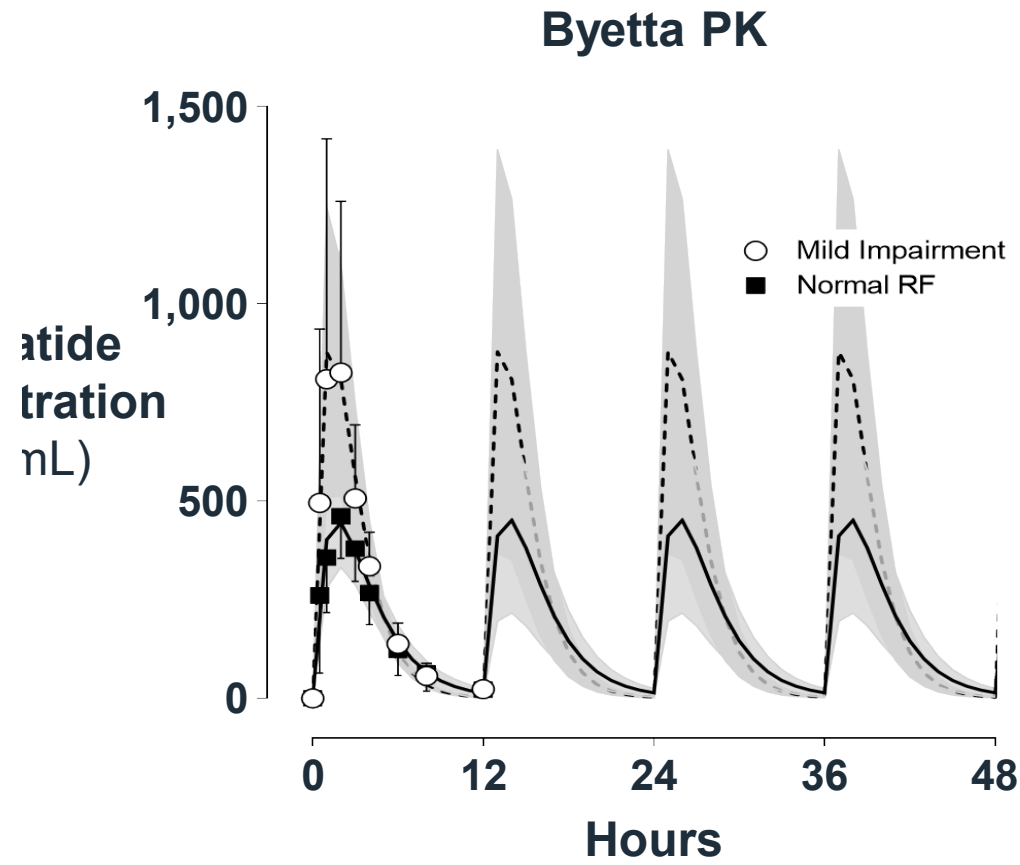 Byetta PK
1,500
1,000
500
0
atide
tration
mL)
Mild Impairment
Normal RF
0 12 24 36 48
Hours